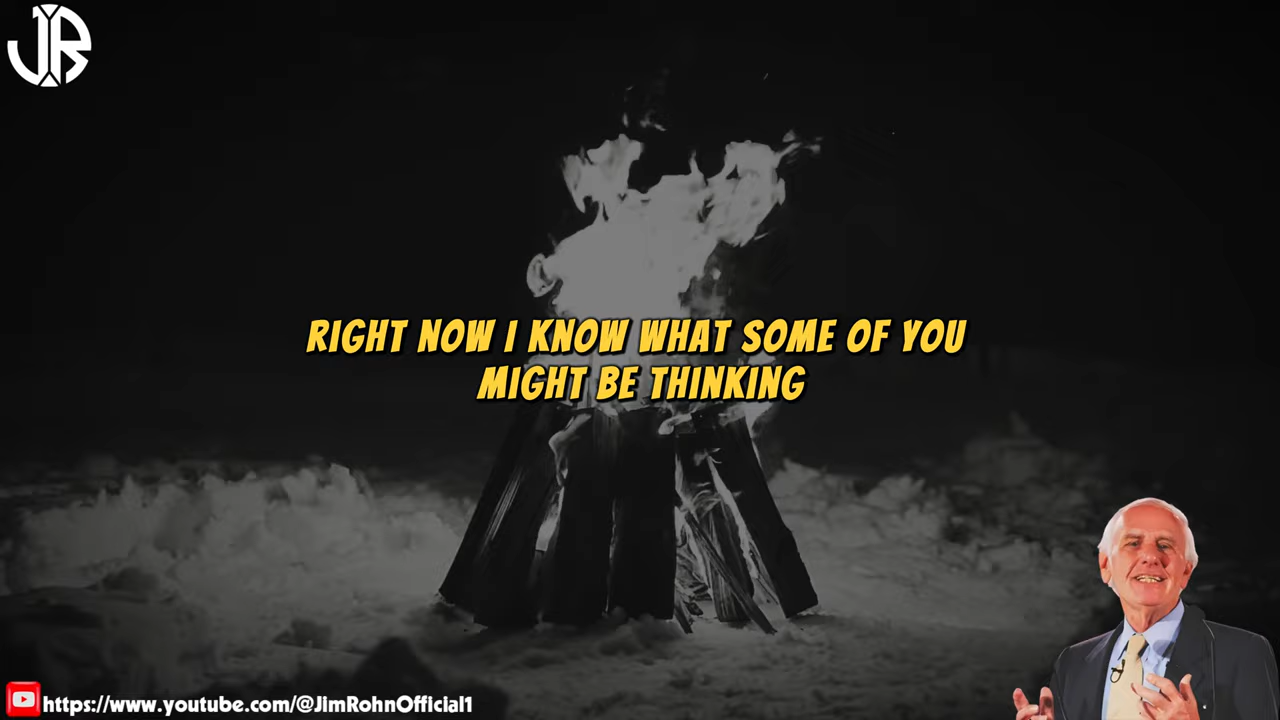 JR
RIGHT NOW I KNOW WHAT SOME OF YOU
MIGHT BE THINKING
https://www.youtube.com/@JimRohnOfficial1